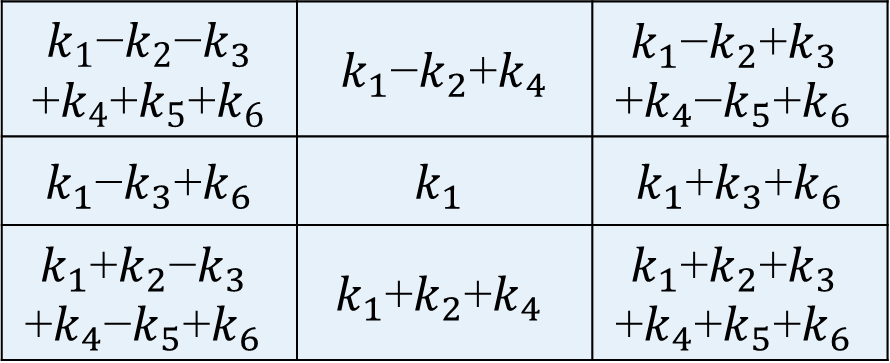 k₁−k₂−k₃
+k₄+k₅+k₆
k₁−k₂+k₄
k₁−k₂+k₃
+k₄−k₅+k₆
k₁−k₃+k₆
k₁
k₁+k₃+k₆
k₁+k₂−k₃
+k₄−k₅+k₆
k₁+k₂+k₄
k₁+k₂+k₃
+k₄+k₅+k₆